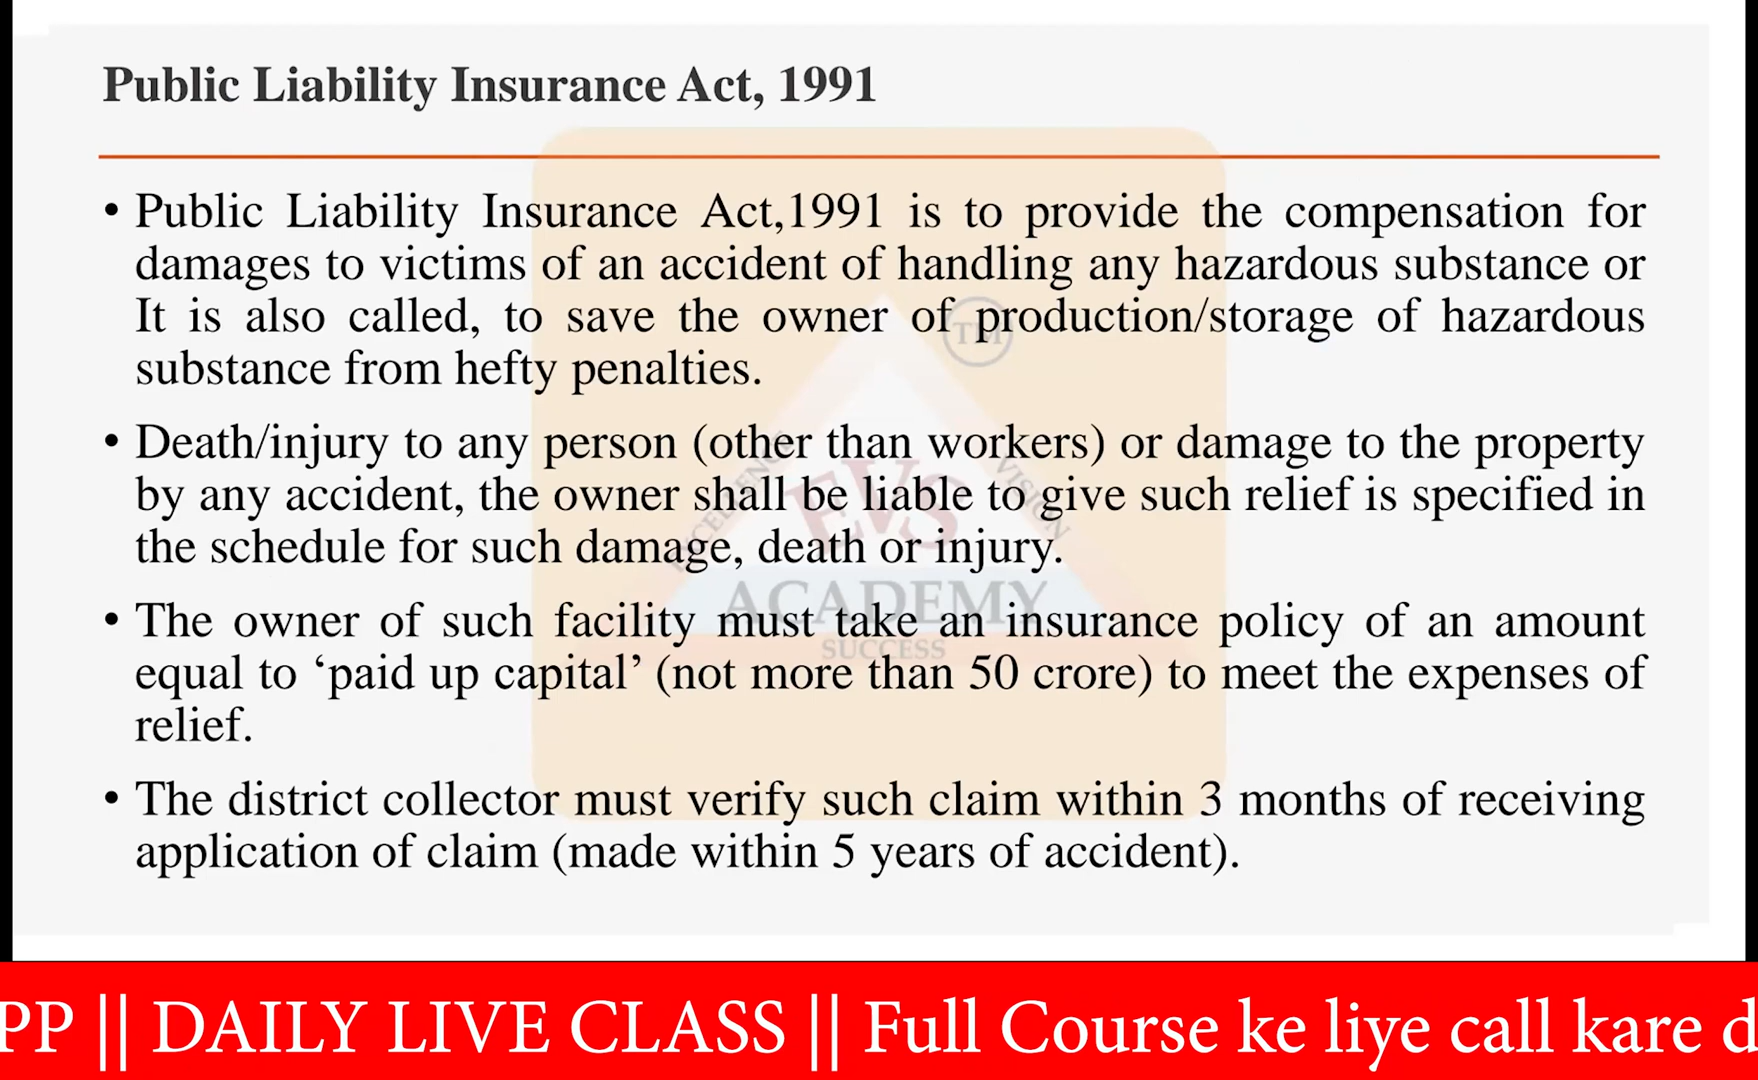 Public Liability Insurance Act, 1991
• Public Liability Insurance Act,1991 is to provide the compensation for
damages to victims of an accident of handling any hazardous substance or
It is also called, to save the owner of production/storage of hazardous
substance from hefty penalties.
• Death/injury to any person (other than workers) or damage to the property
by any accident, the owner shall be liable to give such relief is specified in
the schedule for such damage, death or injury.
• The owner of such facility must take an insurance policy of an amount
equal to ‘paid up capital’ (not more than 50 crore) to meet the expenses of
relief.
• The district collector must verify such claim within 3 months of receiving
application of claim (made within 5 years of accident).
TM
EXCELLENCE
VISION
EVS
ACADEMY
SUCCESS
PP || DAILY LIVE CLASS || Full Course ke liye call kare d